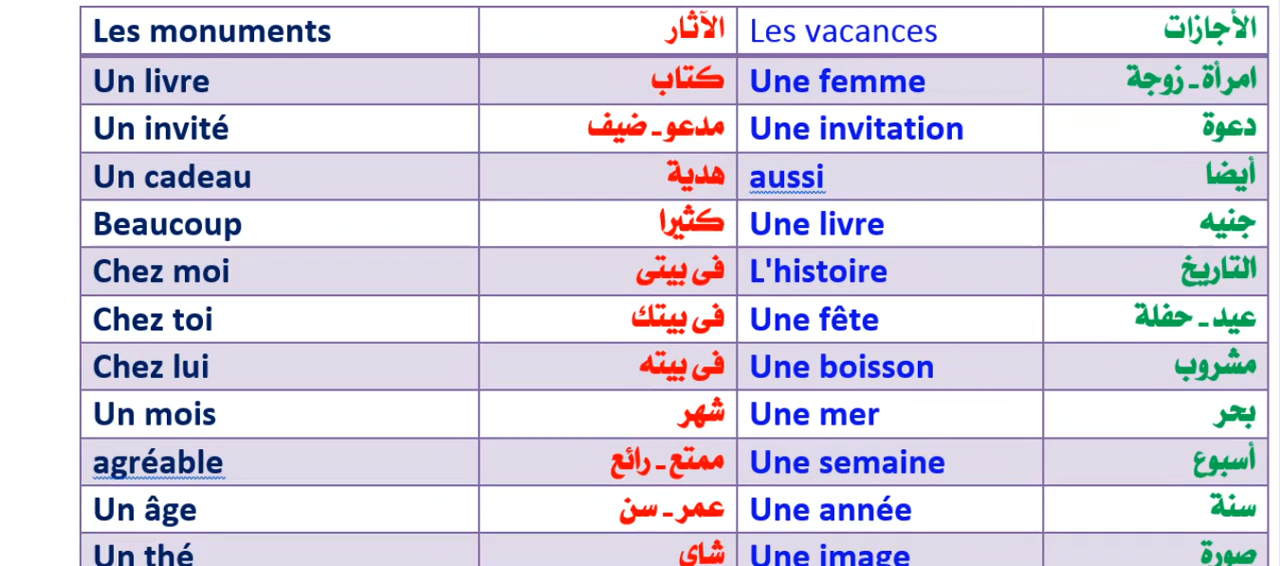 Les monuments الآثار Les vacances الأجازات
Un livre كتاب Une femme امرأة - زوجة
Un invité مدعو - ضيف Une invitation دعوة
Un cadeau هدية aussi أيضا
Beaucoup كثيرا Une livre جنيه
Chez moi فى بيتى L'histoire التاريخ
Chez toi فى بيتك Une fête عيد - حفلة
Chez lui فى بيته Une boisson مشروب
Un mois شهر Une mer بحر
agréable ممتع - رائع Une semaine أسبوع
Un âge عمر - سن Une année سنة
Un thé شاى Une image صورة